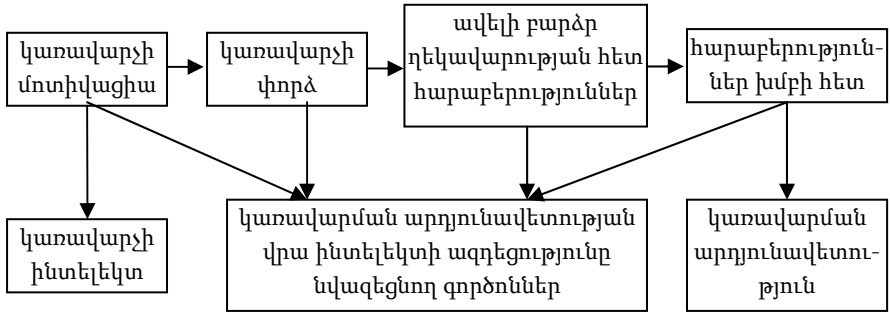 կառավարչի
մոտիվացիա
կառավարչի
փորձ
ավելի բարձր
ղեկավարության հետ
հարաբերություններ
հարաբերություն-
ներ խմբի հետ
կառավարչի
ինտելեկտ
կառավարման արդյունավետության
վրա ինտելեկտի ազդեցությունը
նվազեցնող գործոններ
կառավարման
արդյունավետու-
թյուն